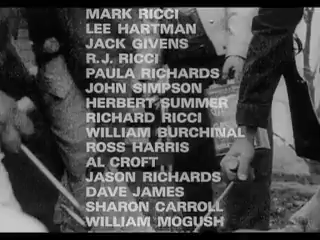 MARK RICCI
LEE HARTMAN
JACK GIVENS
R.J. RICCI
PAULA RICHARDS
JOHN SIMPSON
HERBERT SUMMER
RICHARD RICCI
WILLIAM BURCHINAL
ROSS HARRIS
AL CROFT
JASON RICHARDS
DAVE JAMES
SHARON CARROLL
WILLIAM MOGUSH